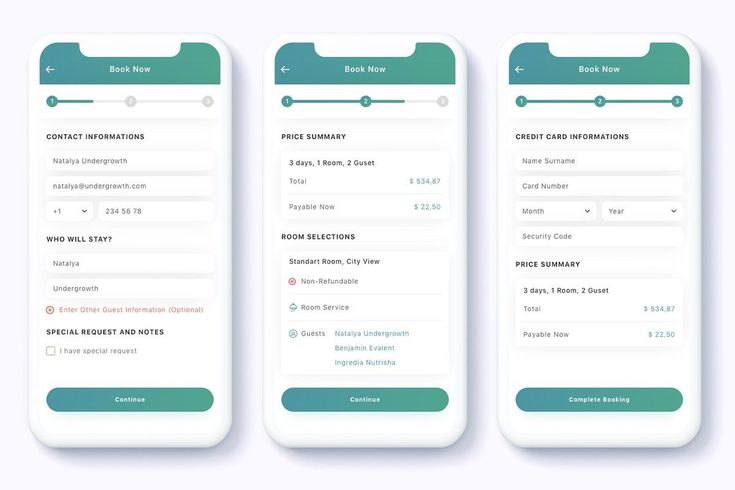 Book Now
1 2 3
CONTACT INFORMATIONS
Natalya Undergrowth
natalya@undergrowth.com
+1 234 56 78
WHO WILL STAY?
Natalya
Undergrowth
Enter Other Guest Information (Optional)
SPECIAL REQUEST AND NOTES
I have special request
Continue
Book Now
1 2 3
PRICE SUMMARY
3 days, 1 Room, 2 Guset
Total $ 534,87
Payable Now $ 22,50
ROOM SELECTIONS
Standart Room, City View
Non-Refundable
Room Service
Guests Natalya Undergrowth
Benjamin Evalent
Ingredia Nutrisha
Continue
Book Now
1 2 3
CREDIT CARD INFORMATIONS
Name Surname
Card Number
Month Year
Security Code
PRICE SUMMARY
3 days, 1 Room, 2 Guset
Total $ 534,87
Payable Now $ 22,50
Complete Booking